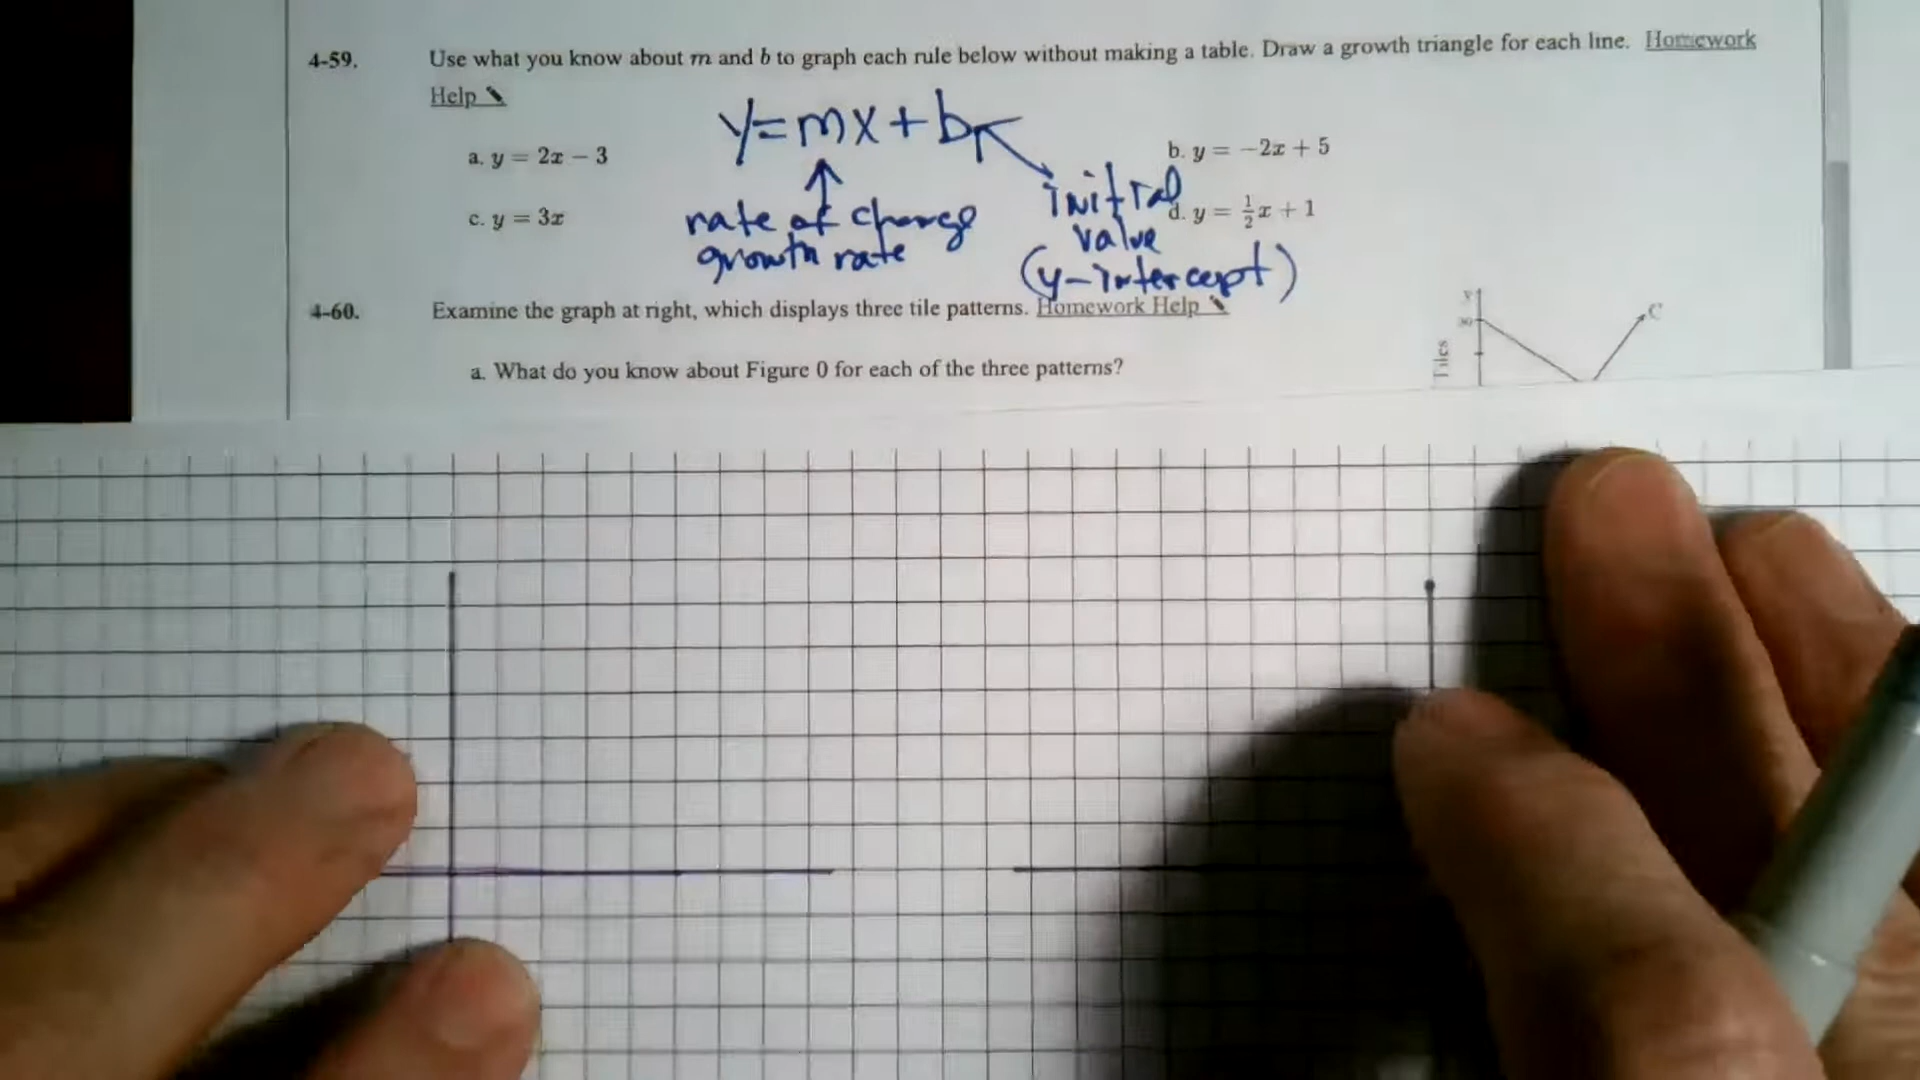 4-59. Use what you know about m and b to graph each rule below without making a table. Draw a growth triangle for each line. Homework
Help
y=mx+b
a. y = 2x − 3
b. y = −2x + 5
initial
c. y = 3x
rate of change
d. y = 1/2 x + 1
value
growth rate
(y-intercept)
4-60. Examine the graph at right, which displays three tile patterns. Homework Help
y
30
C
Tiles
a. What do you know about Figure 0 for each of the three patterns?